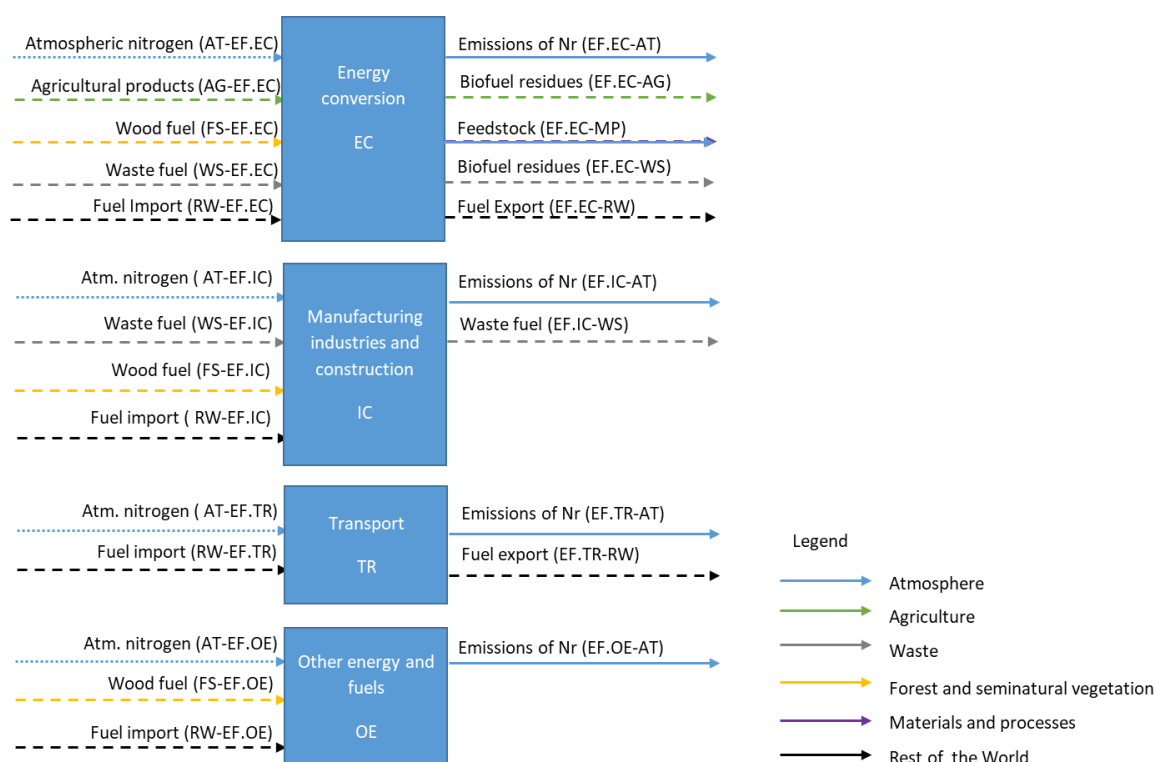 Atmospheric nitrogen (AT-EF.EC)
Agricultural products (AG-EF.EC)
Wood fuel (FS-EF.EC)
Waste fuel (WS-EF.EC)
Fuel Import (RW-EF.EC)
Energy
conversion
EC
Emissions of Nr (EF.EC-AT)
Biofuel residues (EF.EC-AG)
Feedstock (EF.EC-MP)
Biofuel residues (EF.EC-WS)
Fuel Export (EF.EC-RW)
Atm. nitrogen ( AT-EF.IC)
Waste fuel (WS-EF.IC)
Wood fuel (FS-EF.IC)
Fuel import ( RW-EF.IC)
Manufacturing
industries and
construction
IC
Emissions of Nr (EF.IC-AT)
Waste fuel (EF.IC-WS)
Atm. nitrogen ( AT-EF.TR)
Fuel import (RW-EF.TR)
Transport
TR
Emissions of Nr (EF.TR-AT)
Fuel export (EF.TR-RW)
Atm. nitrogen (AT-EF.OE)
Wood fuel (FS-EF.OE)
Fuel import (RW-EF.OE)
Other energy and
fuels
OE
Emissions of Nr (EF.OE-AT)
Legend
Atmosphere
Agriculture
Waste
Forest and seminatural vegetation
Materials and processes
Rest of the World